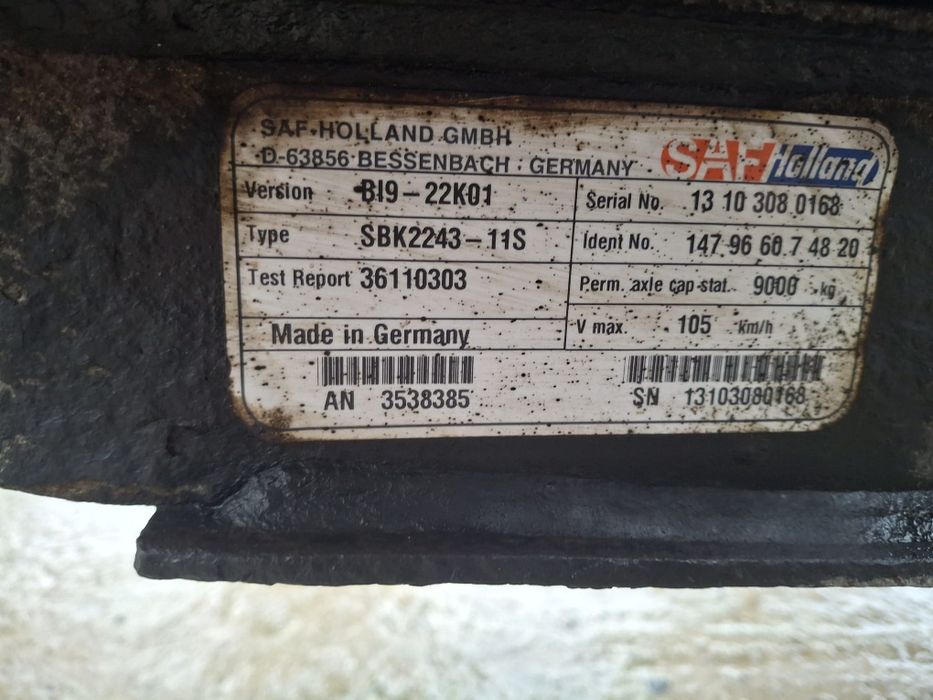 SAF-HOLLAND GMBH
D-63856 BESSENBACH · GERMANY
SAF Holland
Version BI9-22K01
Serial No. 13 10 308 0168
Type SBK2243-11S
Ident No. 147 96 60 7 48 20
Test Report 36110303
Perm. axle cap stat. 9000 kg
Made in Germany
V max. 105 km/h
AN 3538385
SN 13103080168